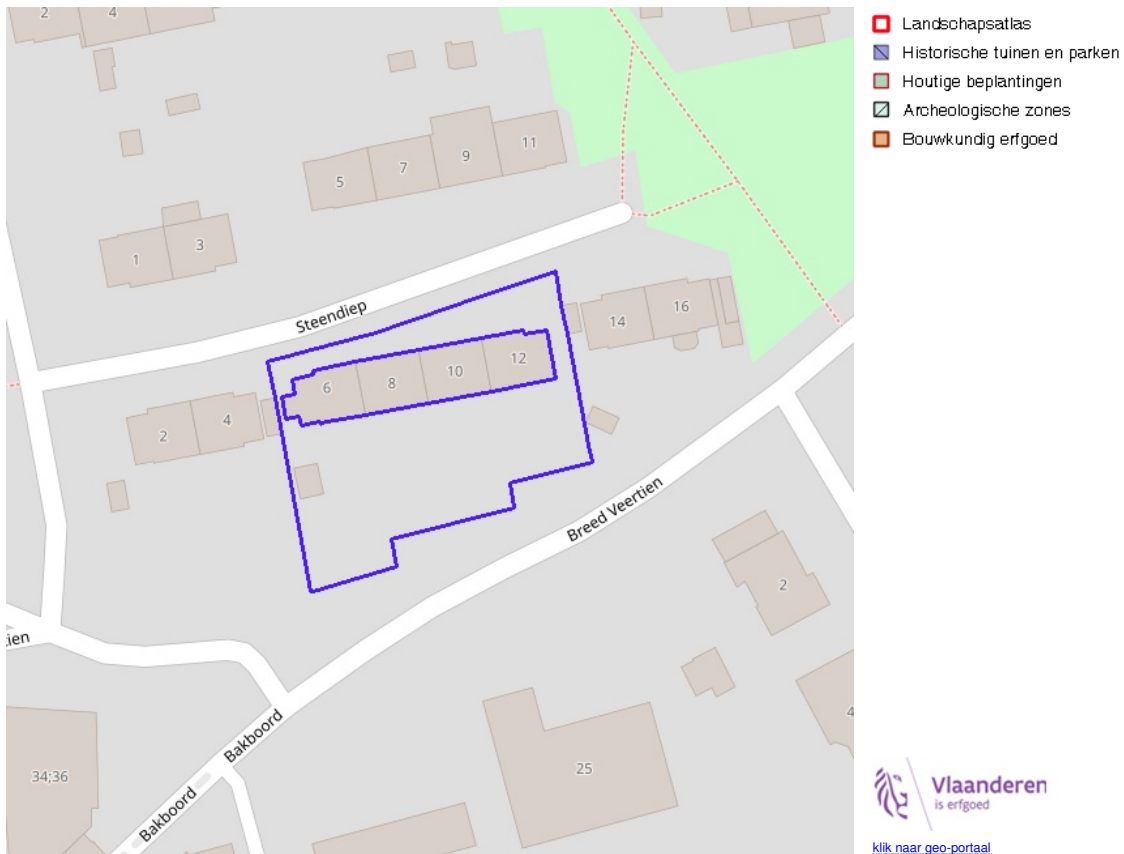 2
4
Landschapsatlas
Historische tuinen en parken
Houtige beplantingen
Archeologische zones
Bouwkundig erfgoed
5
7
9
11
1
3
Steendiep
14
16
6
8
10
12
2
4
Breed Veertien
2
tien
Bakboord
4
25
34;36
Bakboord
Vlaanderen
is erfgoed
klik naar geo-portaal